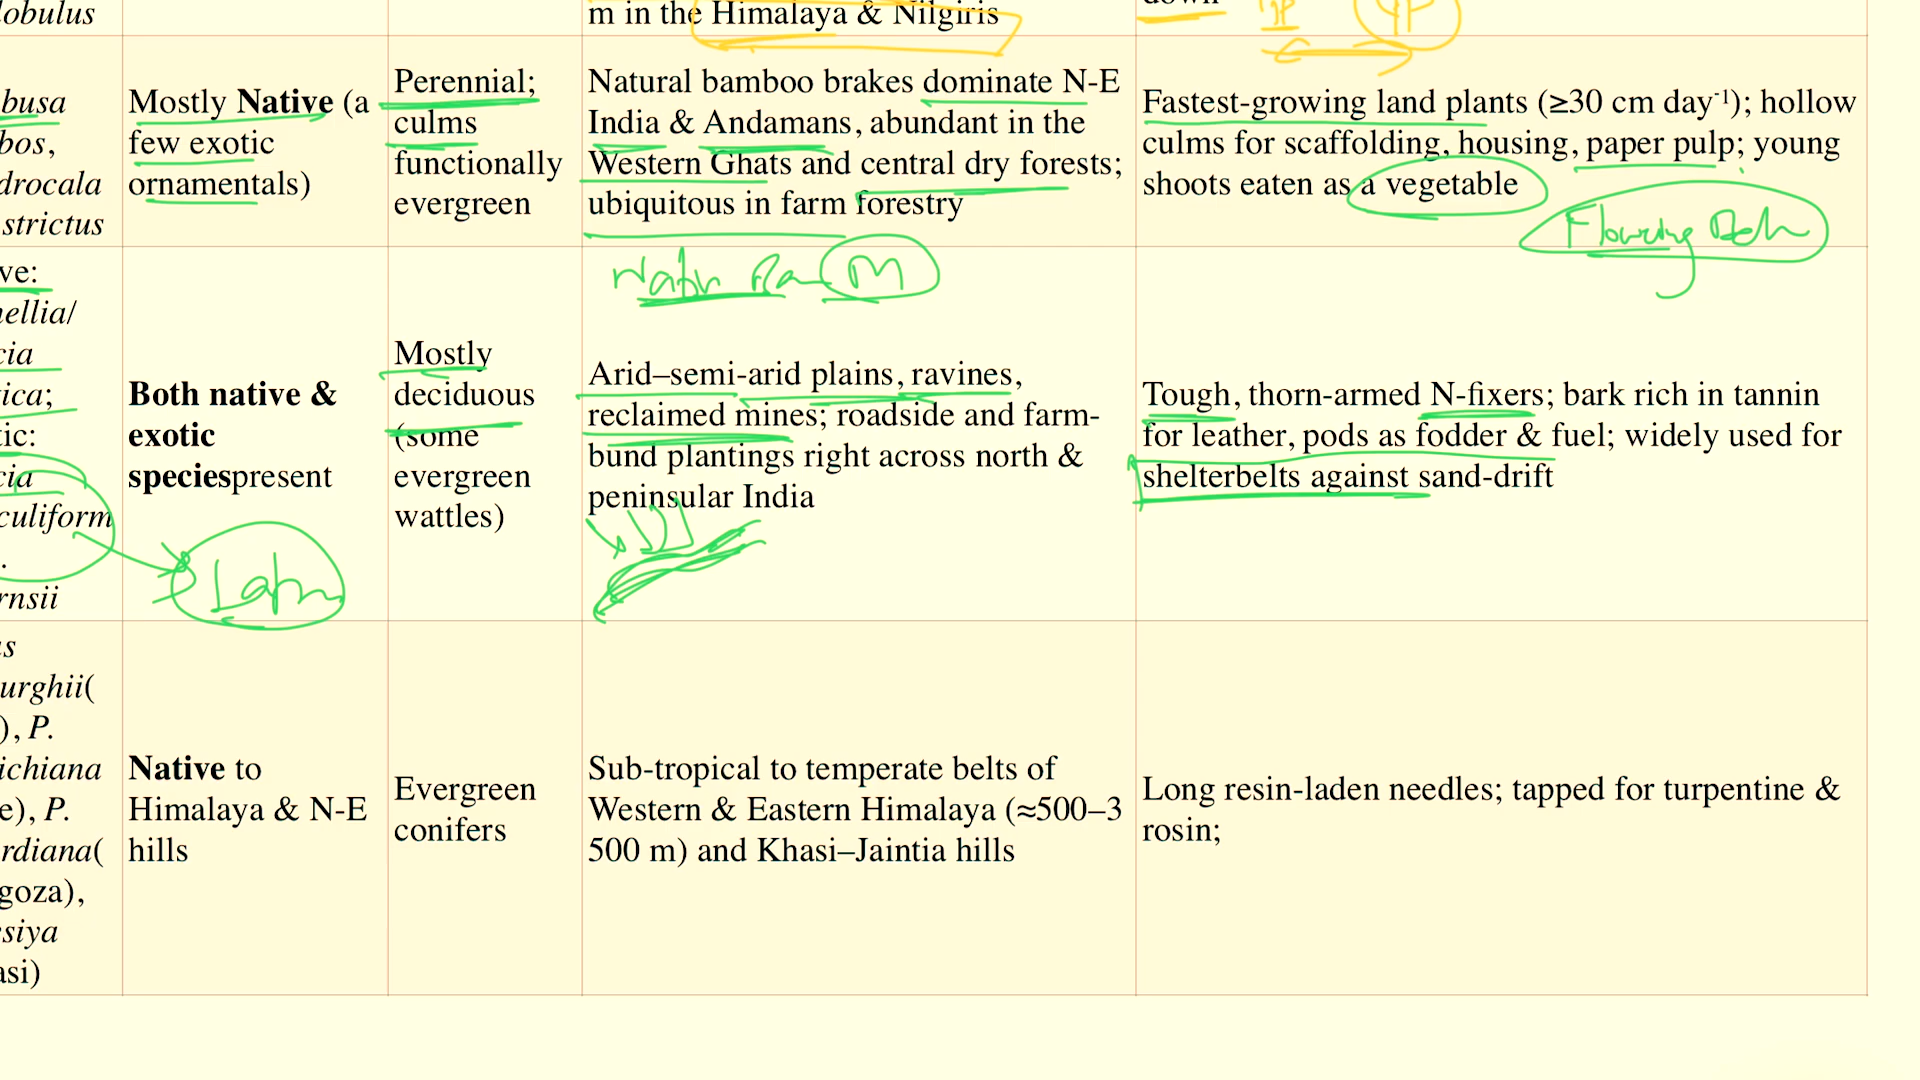 lobulus
m in the Himalaya & Nilgiris
down
busa
bos,
drocala
strictus
Mostly Native (a
few exotic
ornamentals)
Perennial;
culms
functionally
evergreen
Natural bamboo brakes dominate N-E
India & Andamans, abundant in the
Western Ghats and central dry forests;
ubiquitous in farm forestry
Fastest-growing land plants (≥30 cm day⁻¹); hollow
culms for scaffolding, housing, paper pulp; young
shoots eaten as a vegetable
ve:
nellia/
cia
ica;
tic:
cia
culiform
.
rnsii
Both native &
exotic
speciespresent
Mostly
deciduous
(some
evergreen
wattles)
Arid–semi-arid plains, ravines,
reclaimed mines; roadside and farm-
bund plantings right across north &
peninsular India
Tough, thorn-armed N-fixers; bark rich in tannin
for leather, pods as fodder & fuel; widely used for
shelterbelts against sand-drift
s
urghii(
), P.
ichiana
e), P.
rdiana(
goza),
siya
asi)
Native to
Himalaya & N-E
hills
Evergreen
conifers
Sub-tropical to temperate belts of
Western & Eastern Himalaya (≈500–3
500 m) and Khasi–Jaintia hills
Long resin-laden needles; tapped for turpentine &
rosin;